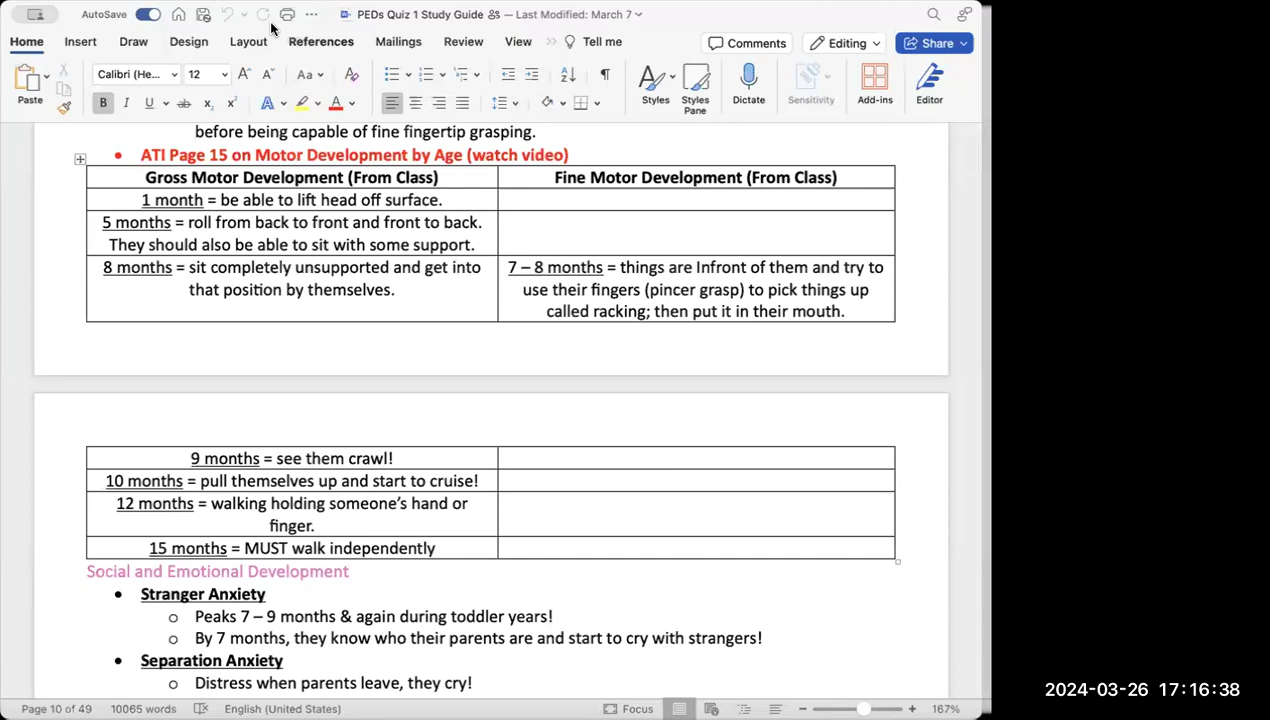 AutoSave PEDs Quiz 1 Study Guide — Last Modified: March 7
Home Insert Draw Design Layout References Mailings Review View Tell me Comments Editing Share
Paste Calibri (He... 12 Aa Styles Styles Pane Dictate Sensitivity Add-ins Editor
before being capable of fine fingertip grasping.
• ATI Page 15 on Motor Development by Age (watch video)
Gross Motor Development (From Class) Fine Motor Development (From Class)
1 month = be able to lift head off surface.
5 months = roll from back to front and front to back.
They should also be able to sit with some support.
8 months = sit completely unsupported and get into
that position by themselves.
7 – 8 months = things are Infront of them and try to
use their fingers (pincer grasp) to pick things up
called racking; then put it in their mouth.
9 months = see them crawl!
10 months = pull themselves up and start to cruise!
12 months = walking holding someone's hand or
finger.
15 months = MUST walk independently
Social and Emotional Development
• Stranger Anxiety
o Peaks 7 – 9 months & again during toddler years!
o By 7 months, they know who their parents are and start to cry with strangers!
• Separation Anxiety
o Distress when parents leave, they cry!
Page 10 of 49 10065 words English (United States) Focus 167%
2024-03-26 17:16:38